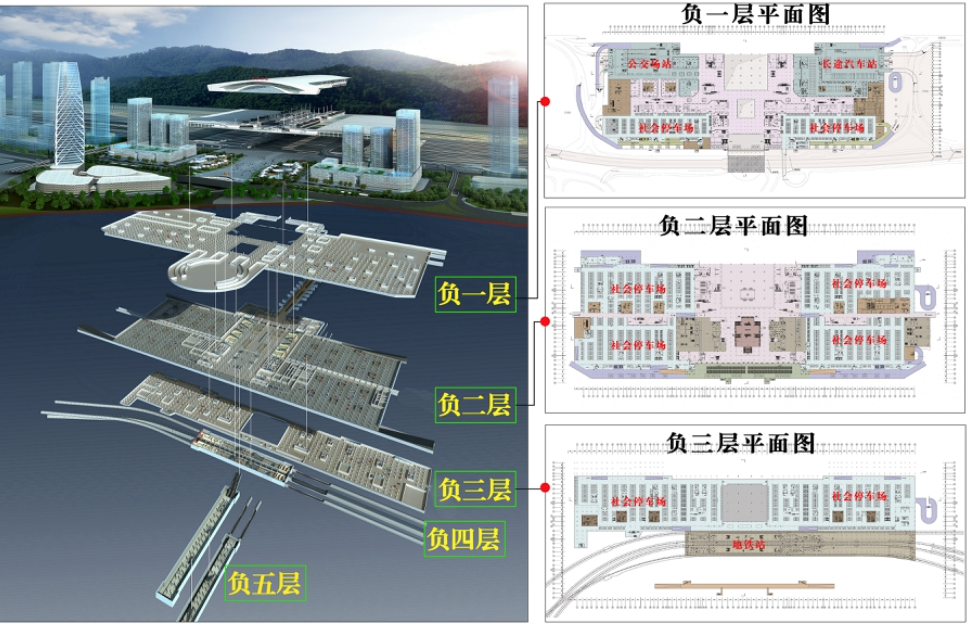 负一层
负二层
负三层
负四层
负五层
负一层平面图
公交场站
长途汽车站
社会停车场
社会停车场
负二层平面图
社会停车场
社会停车场
社会停车场
社会停车场
负三层平面图
社会停车场
社会停车场
地铁站